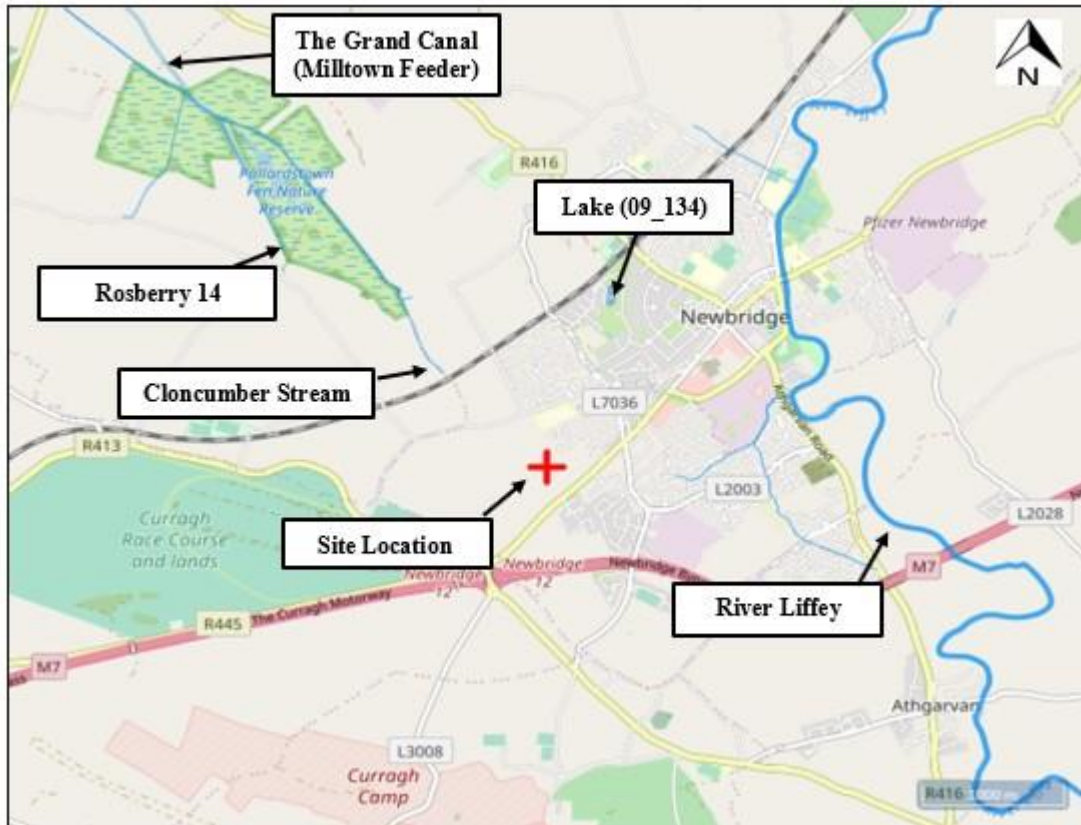 The Grand Canal
(Milltown Feeder)
N
R416
Pollardstown
Fen Nature
Reserve
Lake (09_134)
Pfizer Newbridge
Rosberry 14
Newbridge
Cloncumber Stream
L7036
Athgarvan Road
R413
L2003
Curragh
Race Course
and lands
Site Location
L2028
M7
Newbridge
12
Newbridge
12
River Liffey
The Curragh Motorway
R445
M7
Athgarvan
L3008
Curragh
Camp
R416